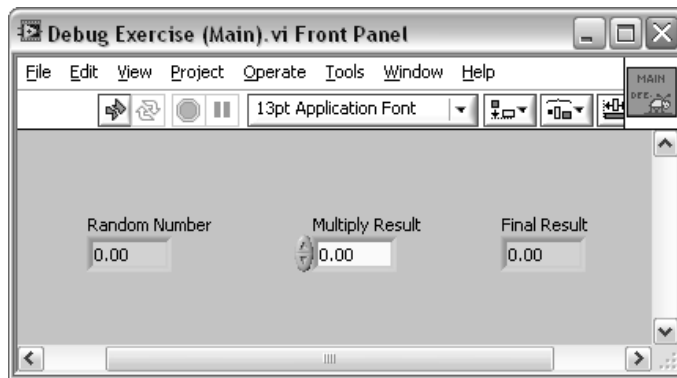 Debug Exercise (Main).vi Front Panel
File Edit View Project Operate Tools Window Help
MAIN
13pt Application Font
Random Number Multiply Result Final Result
0.00 0.00 0.00